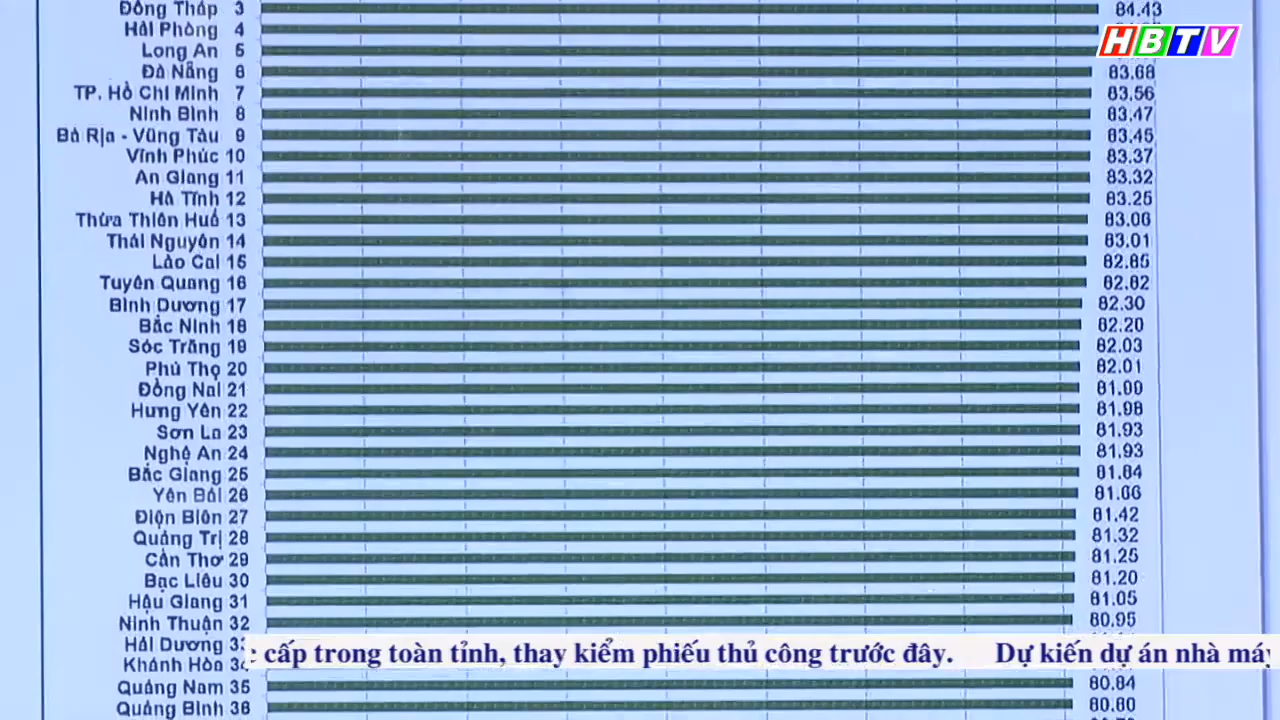 Đồng Tháp 3 84.43
Hải Phòng 4
HBTV
Long An 5
Đà Nẵng 6 83.68
TP. Hồ Chí Minh 7 83.56
Ninh Bình 8 83.47
Bà Rịa - Vũng Tàu 9 83.45
Vĩnh Phúc 10 83.37
An Giang 11 83.32
Hà Tĩnh 12 83.25
Thừa Thiên Huế 13 83.06
Thái Nguyên 14 83.01
Lào Cai 15 82.85
Tuyên Quang 16 82.82
Bình Dương 17 82.30
Bắc Ninh 18 82.20
Sóc Trăng 19 82.03
Phú Thọ 20 82.01
Đồng Nai 21
Hưng Yên 22 81.98
Sơn La 23 81.93
Nghệ An 24 81.93
Bắc Giang 25 81.84
Yên Bái 26
Điện Biên 27 81.42
Quảng Trị 28 81.32
Cần Thơ 29 81.25
Bạc Liêu 30 81.20
Hậu Giang 31 81.05
Ninh Thuận 32 80.95
Hải Dương 33
cấp trong toàn tỉnh, thay kiểm phiếu thủ công trước đây. Dự kiến dự án nhà máy
Khánh Hòa 34
Quảng Nam 35 80.84
Quảng Bình 36 80.80